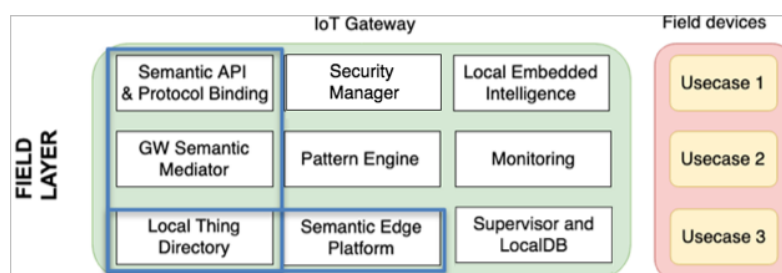 IoT Gateway
Field devices
FIELD
LAYER
Semantic API
& Protocol Binding
Security
Manager
Local Embedded
Intelligence
Usecase 1
GW Semantic
Mediator
Pattern Engine
Monitoring
Usecase 2
Local Thing
Directory
Semantic Edge
Platform
Supervisor and
LocalDB
Usecase 3